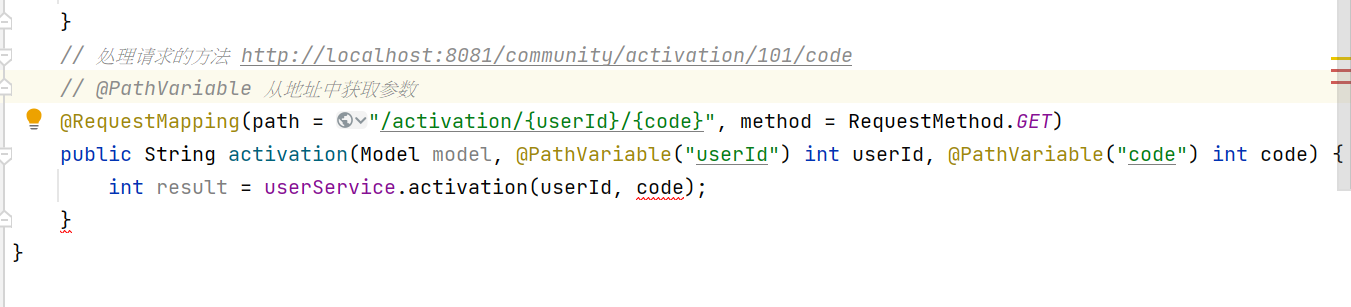 }
// 处理请求的方法 http://localhost:8081/community/activation/101/code
// @PathVariable 从地址中获取参数
@RequestMapping(path = "/activation/{userId}/{code}", method = RequestMethod.GET)
public String activation(Model model, @PathVariable("userId") int userId, @PathVariable("code") int code) {
int result = userService.activation(userId, code);
}
}